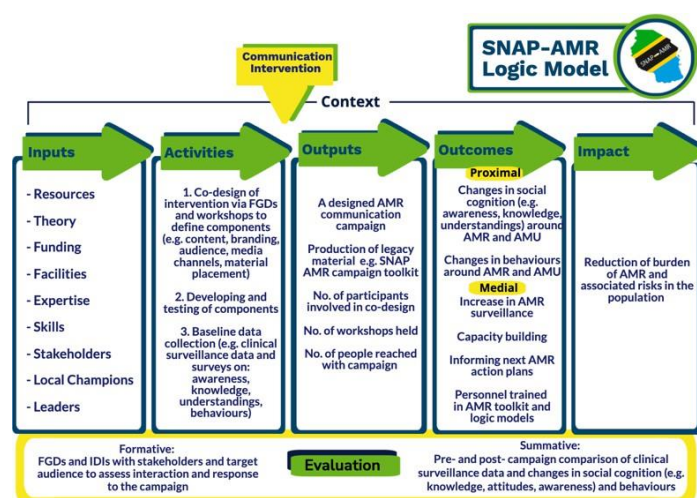 Communication
Intervention
SNAP-AMR
Logic Model
SNAP-AMR
Context
Inputs
- Resources
- Theory
- Funding
- Facilities
- Expertise
- Skills
- Stakeholders
- Local Champions
- Leaders
Activities
1. Co-design of
intervention via FGDs
and workshops to
define components
(e.g. content, branding,
audience, media
channels, material
placement)
2. Developing and
testing of components
3. Baseline data
collection (e.g. clinical
surveillance data and
surveys on:
awareness,
knowledge,
understandings,
behaviours)
Outputs
A designed AMR
communication
campaign
Production of legacy
material e.g. SNAP
AMR campaign toolkit
No. of participants
involved in co-design
No. of workshops held
No. of people reached
with campaign
Outcomes
Proximal
Changes in social
cognition (e.g.
awareness, knowledge,
understandings) around
AMR and AMU
Changes in behaviours
around AMR and AMU
Medial
Increase in AMR
surveillance
Capacity building
Informing next AMR
action plans
Personnel trained
in AMR toolkit and
logic models
Impact
Reduction of burden
of AMR and
associated risks in the
population
Formative:
FGDs and IDIs with stakeholders and target
audience to assess interaction and response
to the campaign
Evaluation
Summative:
Pre- and post- campaign comparison of clinical
surveillance data and changes in social cognition (e.g.
knowledge, attitudes, awareness) and behaviours